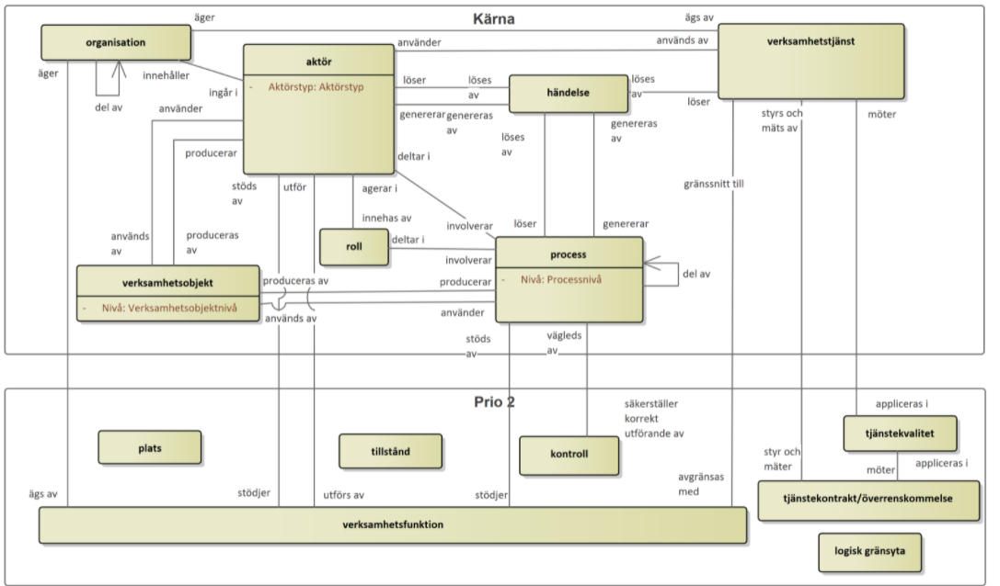 Kärna
äger
ägs av
organisation
verksamhetstjänst
använder
används av
aktör
äger
innehåller
- Aktörstyp: Aktörstyp
löser
löses
av
händelse
löses
av
löser
ingår i
del av
använder
genererar
genereras
av
genereras
av
styrs och
mäts av
möter
producerar
löses
av
deltar i
stöds
av
utför
agerar i
gränssnitt till
innehas av
involverar
löser
genererar
används
av
produceras
av
roll
deltar i
involverar
process
- Nivå: Processnivå
del av
verksamhetsobjekt
- Nivå: Verksamhetsobjektnivå
produceras av
producerar
används av
använder
stöds
av
vägleds
av
Prio 2
säkerställer
korrekt
utförande av
appliceras i
tjänstekvalitet
plats
tillstånd
kontroll
styr och
mäter
möter
appliceras i
avgränsas
med
ägs av
stödjer
utförs av
stödjer
tjänstekontrakt/överrenskommelse
verksamhetsfunktion
logisk gränsyta